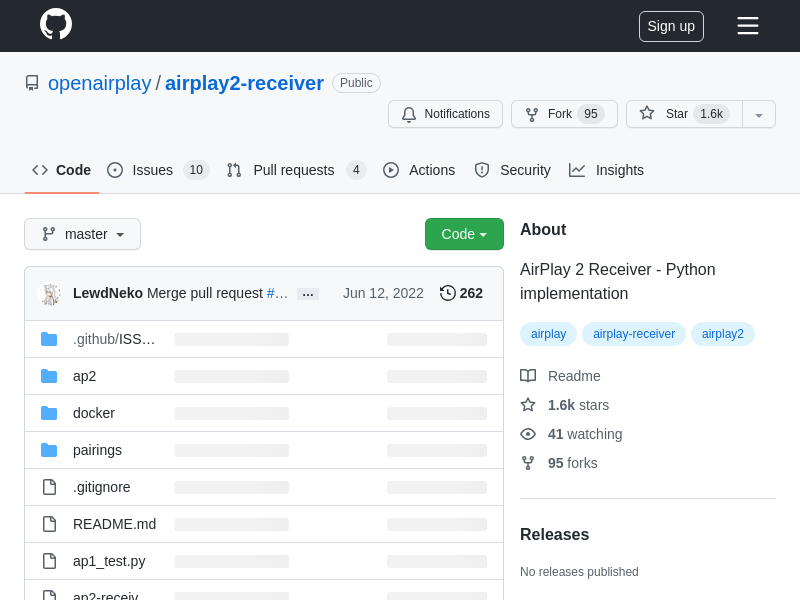 Sign up
openairplay / airplay2-receiver Public
Notifications Fork 95 Star 1.6k
Code Issues 10 Pull requests 4 Actions Security Insights
master Code
LewdNeko Merge pull request #… … Jun 12, 2022 262
.github/ISS…
ap2
docker
pairings
.gitignore
README.md
ap1_test.py
ap2-receiv
About
AirPlay 2 Receiver - Python
implementation
airplay airplay-receiver airplay2
Readme
1.6k stars
41 watching
95 forks
Releases
No releases published